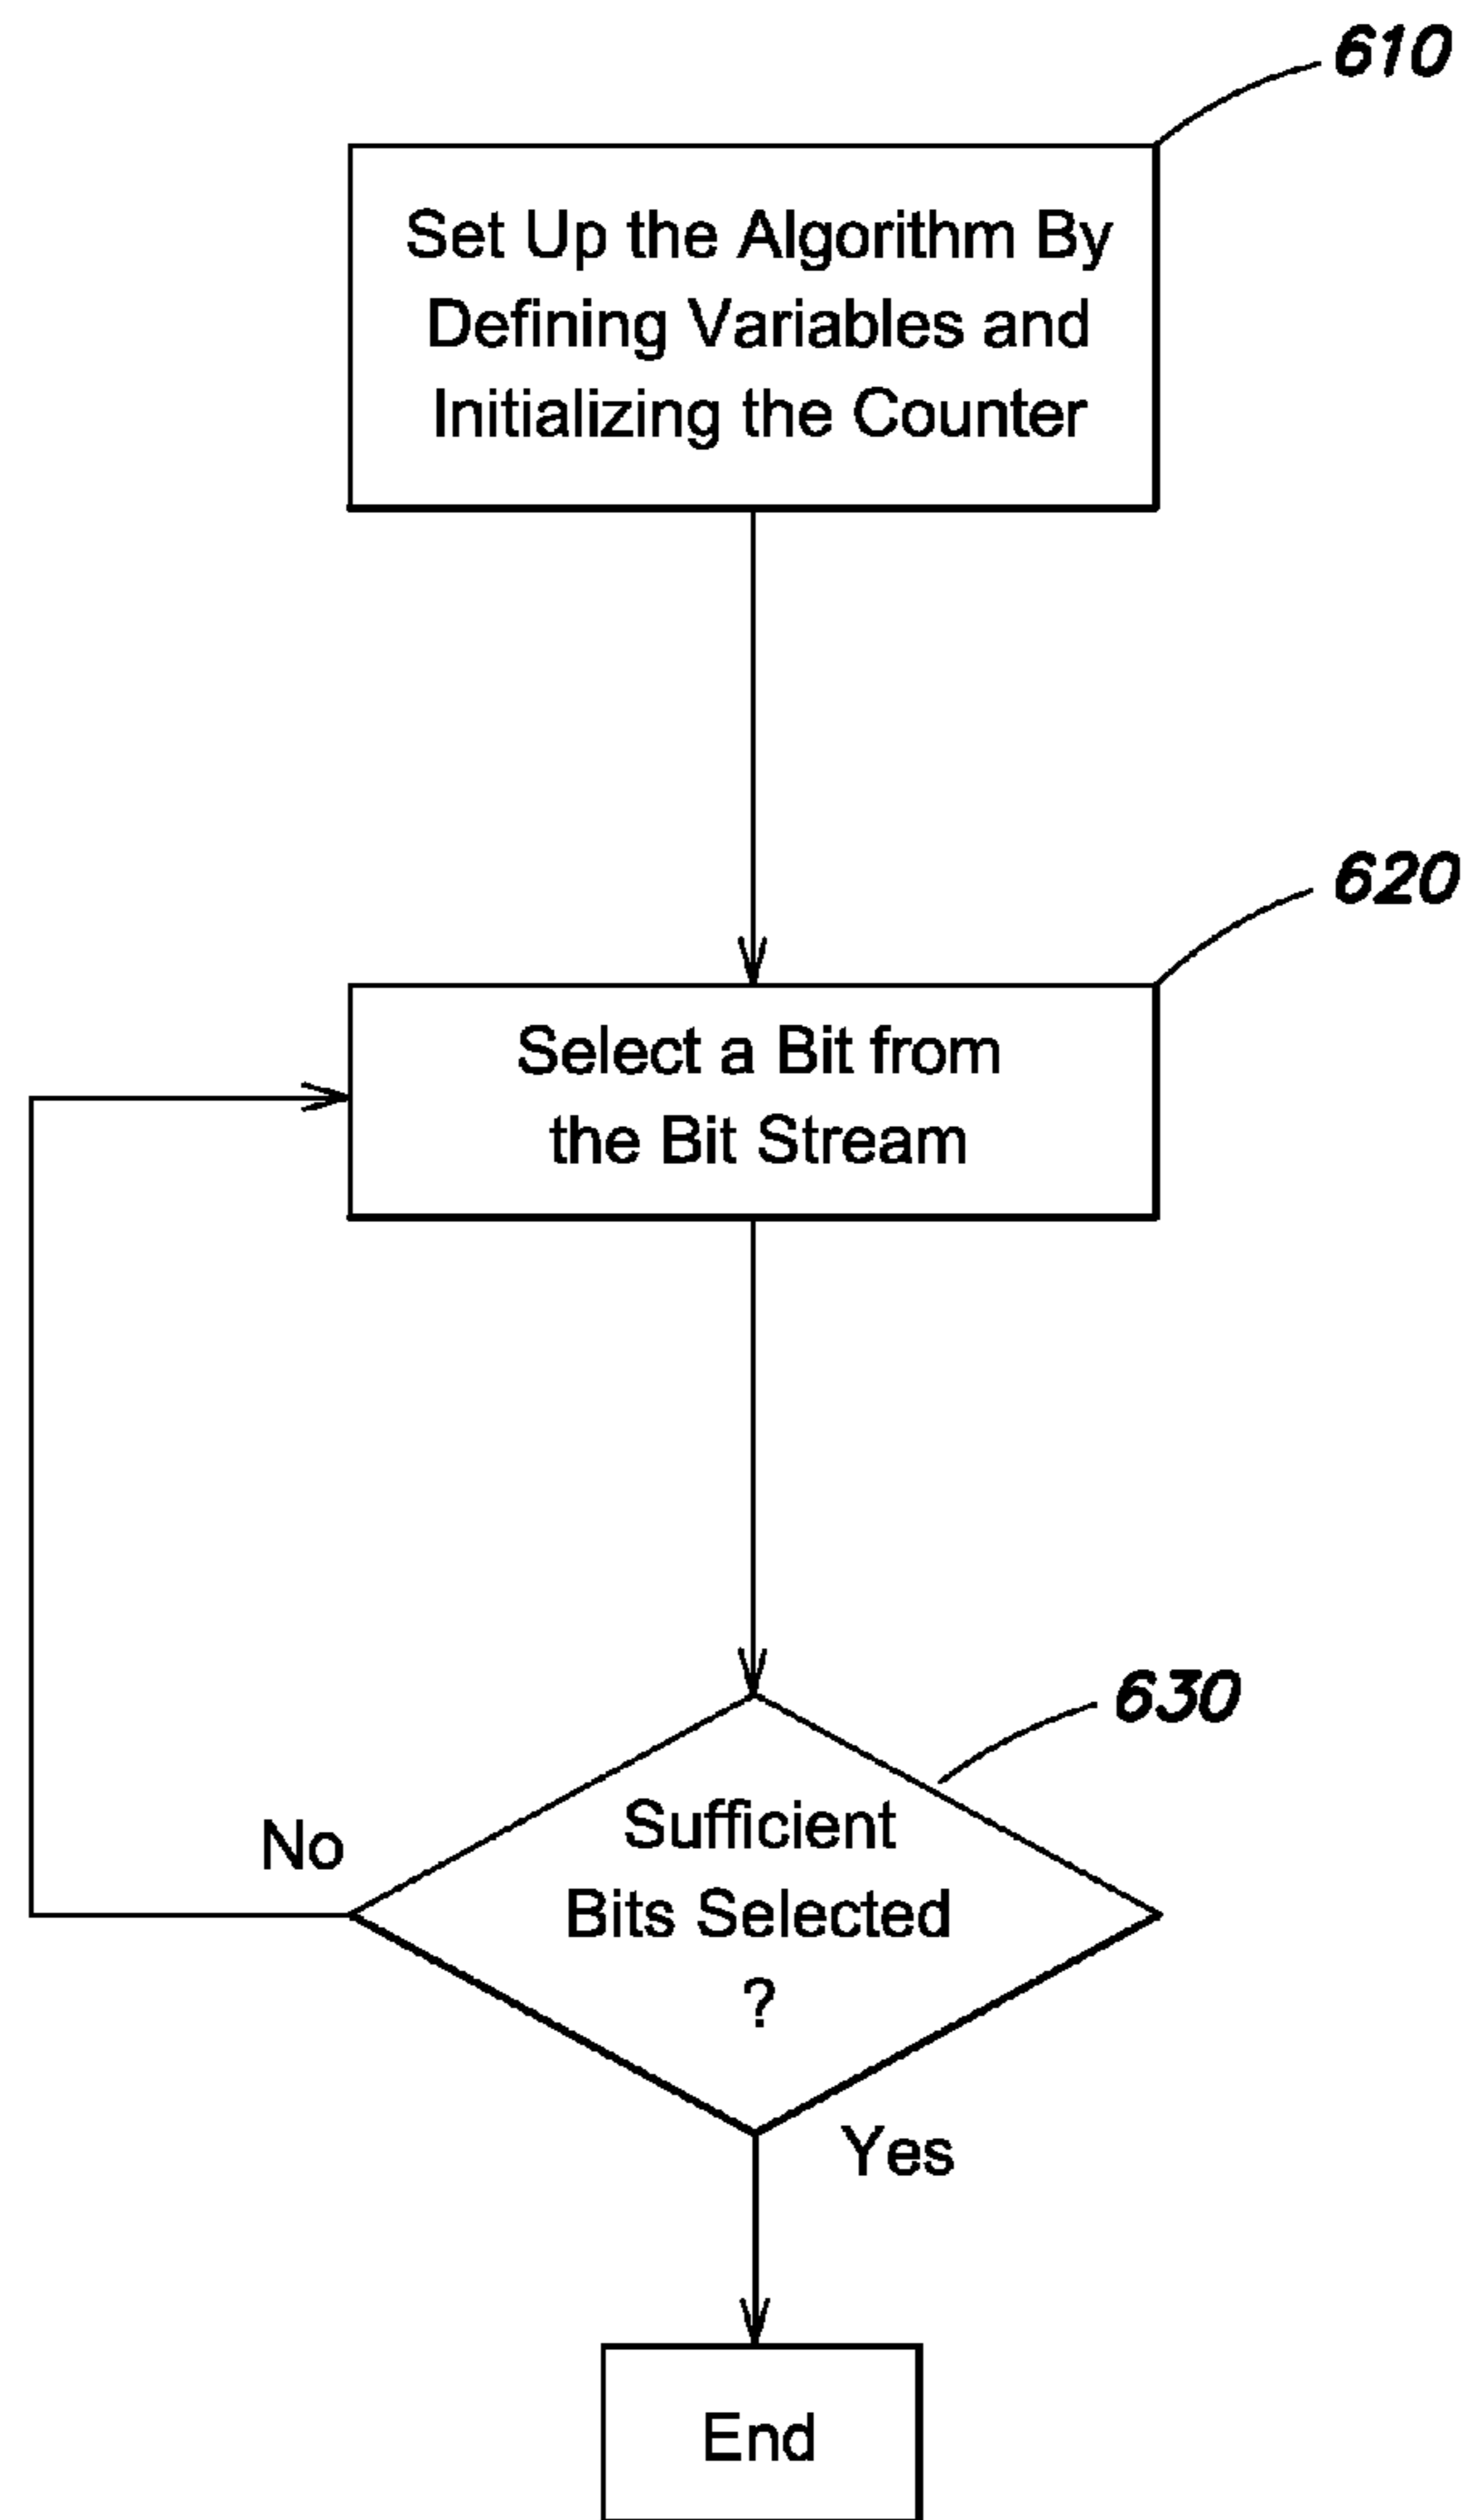 610
Set Up the Algorithm By
Defining Variables and
Initializing the Counter
620
Select a Bit from
the Bit Stream
630
Sufficient
Bits Selected
?
No
Yes
End